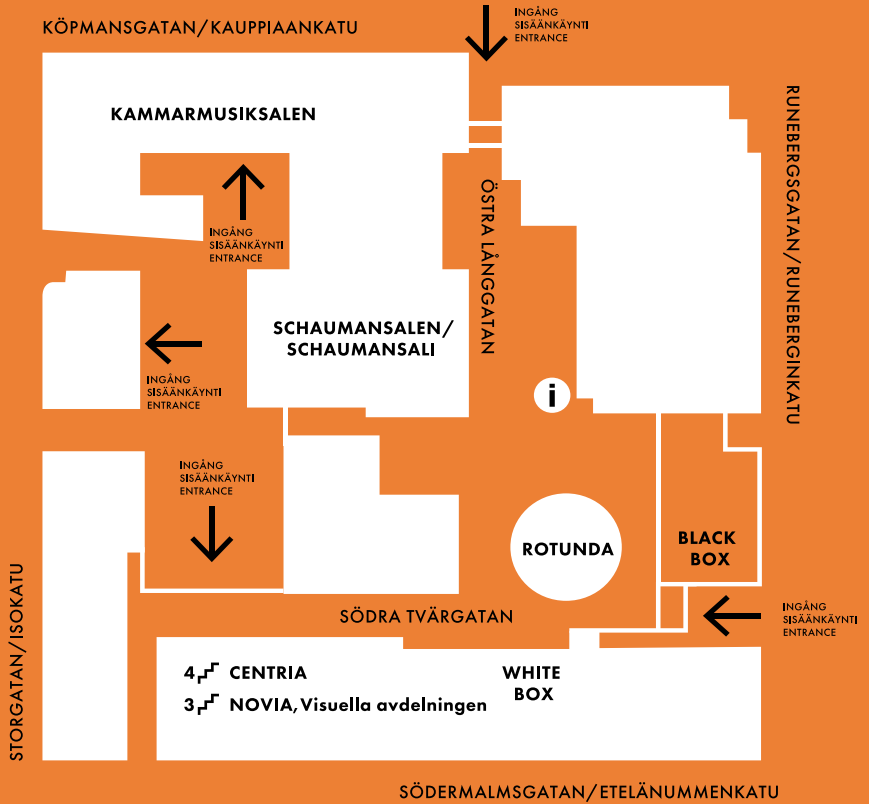 KÖPMANSGATAN/KAUPPIAANKATU
INGÅNG
SISÄÄNKÄYNTI
ENTRANCE
KAMMARMUSIKSALEN
RUNEBERGSGATAN/RUNEBERGINKATU
ÖSTRA LÅNGGATAN
INGÅNG
SISÄÄNKÄYNTI
ENTRANCE
SCHAUMANSALEN/
SCHAUMANSALI
INGÅNG
SISÄÄNKÄYNTI
ENTRANCE
i
INGÅNG
SISÄÄNKÄYNTI
ENTRANCE
ROTUNDA
BLACK
BOX
STORGATAN/ISOKATU
SÖDRA TVÄRGATAN
INGÅNG
SISÄÄNKÄYNTI
ENTRANCE
4 CENTRIA
3 NOVIA, Visuella avdelningen
WHITE
BOX
SÖDERMALMSGATAN/ETELÄNUMMENKATU